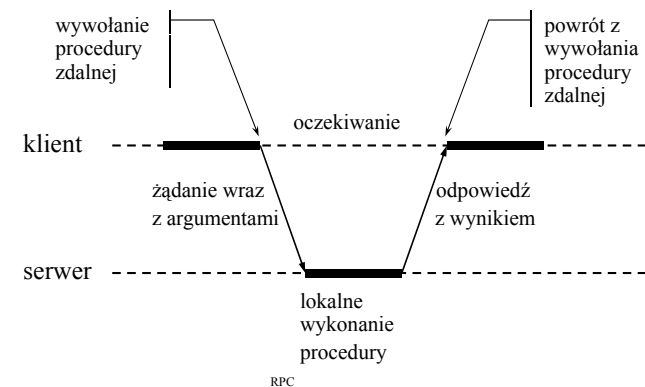 wywołanie
procedury
zdalnej
powrót z
wywołania
procedury
zdalnej
oczekiwanie
klient
żądanie wraz
z argumentami
odpowiedź
z wynikiem
serwer
lokalne
wykonanie
procedury
RPC